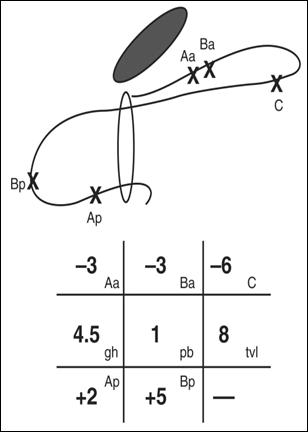 Aa Ba
X X X
C
Bp X X
Ap
–3 Aa –3 Ba –6 C
4.5 gh 1 pb 8 tvl
+2 Ap +5 Bp —